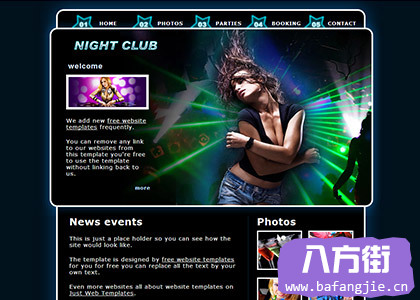 01 HOME 02 PHOTOS 03 PARTIES 04 BOOKING 05 CONTACT
NIGHT CLUB
welcome
We add new free website
templates frequently.
You can remove any link
to our websites from
this template you're free
to use the template
without linking back to
us.
more
News events
This is just a place holder so you can see how the
site would look like.
The template is designed by free website templates
for you for free you can replace all the text by your
own text.
Even more websites all about website templates on
Just Web Templates.
Photos
八方街
www.bafangjie.cn